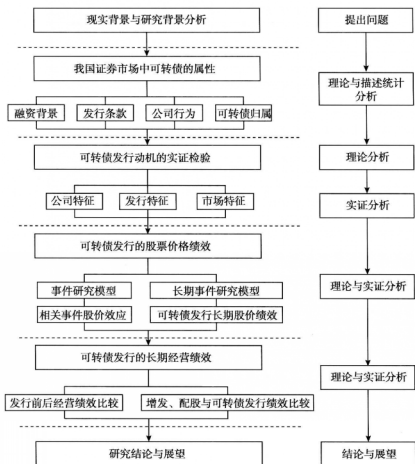 现实背景与研究背景分析
提出问题
我国证券市场中可转债的属性
理论与描述统计
分析
融资背景
发行条款
公司行为
可转债归属
可转债发行动机的实证检验
理论分析
公司特征
发行特征
市场特征
实证分析
可转债发行的股票价格绩效
事件研究模型
长期事件研究模型
理论与实证分析
相关事件股价效应
可转债发行长期股价绩效
可转债发行的长期经营绩效
理论与实证分析
发行前后经营绩效比较
增发、配股与可转债发行绩效比较
研究结论与展望
结论与展望